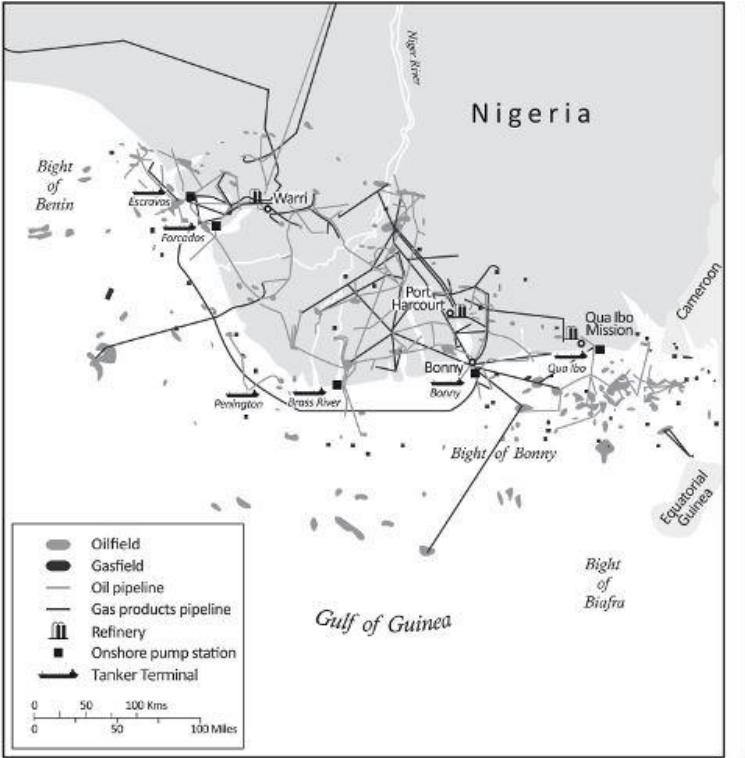 Niger River
Nigeria
Bight
of
Benin
Escravos
Warri
Forcados
Cameroon
Port
Harcourt
Qua Ibo
Mission
Bonny
Qua Ibo
Penington
Brass River
Bonny
Bight of Bonny
Equatorial
Guinea
Oilfield
Gasfield
Oil pipeline
Gas products pipeline
Refinery
Onshore pump station
Tanker Terminal
0 50 100 Kms
0 50 100 Miles
Bight
of
Biafra
Gulf of Guinea